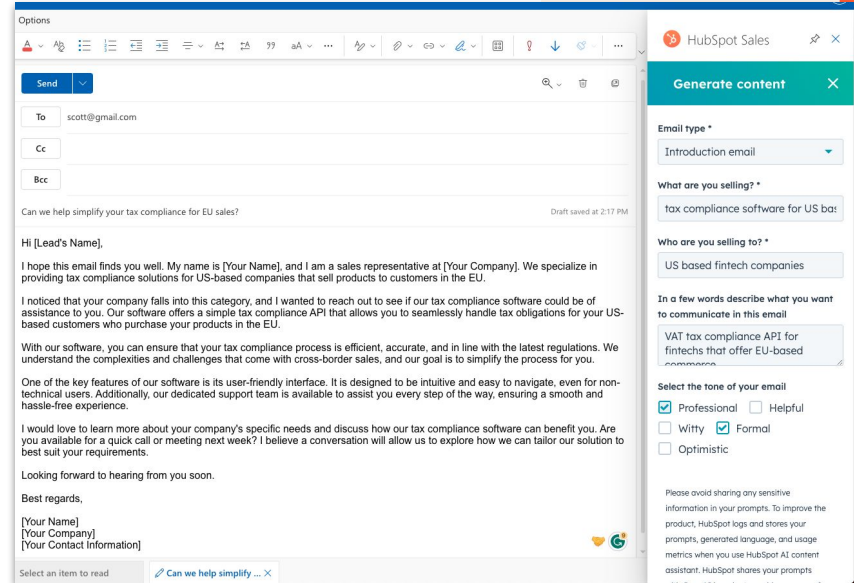 Options
Send
To scott@gmail.com
Cc
Bcc
Can we help simplify your tax compliance for EU sales? Draft saved at 2:17 PM
Hi [Lead's Name],
I hope this email finds you well. My name is [Your Name], and I am a sales representative at [Your Company]. We specialize in
providing tax compliance solutions for US-based companies that sell products to customers in the EU.
I noticed that your company falls into this category, and I wanted to reach out to see if our tax compliance software could be of
assistance to you. Our software offers a simple tax compliance API that allows you to seamlessly handle tax obligations for your US-
based customers who purchase your products in the EU.
With our software, you can ensure that your tax compliance process is efficient, accurate, and in line with the latest regulations. We
understand the complexities and challenges that come with cross-border sales, and our goal is to simplify the process for you.
One of the key features of our software is its user-friendly interface. It is designed to be intuitive and easy to navigate, even for non-
technical users. Additionally, our dedicated support team is available to assist you every step of the way, ensuring a smooth and
hassle-free experience.
I would love to learn more about your company's specific needs and discuss how our tax compliance software can benefit you. Are
you available for a quick call or meeting next week? I believe a conversation will allow us to explore how we can tailor our solution to
best suit your requirements.
Looking forward to hearing from you soon.
Best regards,
[Your Name]
[Your Company]
[Your Contact Information]
Select an item to read
Can we help simplify ...
HubSpot Sales
Generate content
Email type *
Introduction email
What are you selling? *
tax compliance software for US bas
Who are you selling to? *
US based fintech companies
In a few words describe what you want
to communicate in this email
VAT tax compliance API for
fintechs that offer EU-based
commerce
Select the tone of your email
Professional Helpful
Witty Formal
Optimistic
Please avoid sharing any sensitive
information in your prompts. To improve the
product, HubSpot logs and stores your
prompts, generated language, and usage
metrics when you use HubSpot AI content
assistant. HubSpot shares your prompts